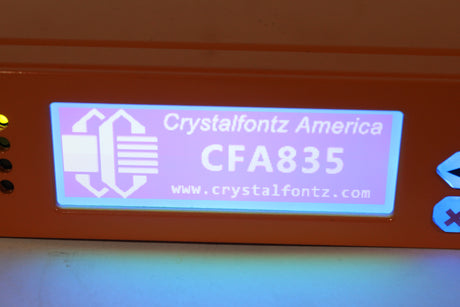 Crystalfontz America
CFA835
www.crystalfontz.com